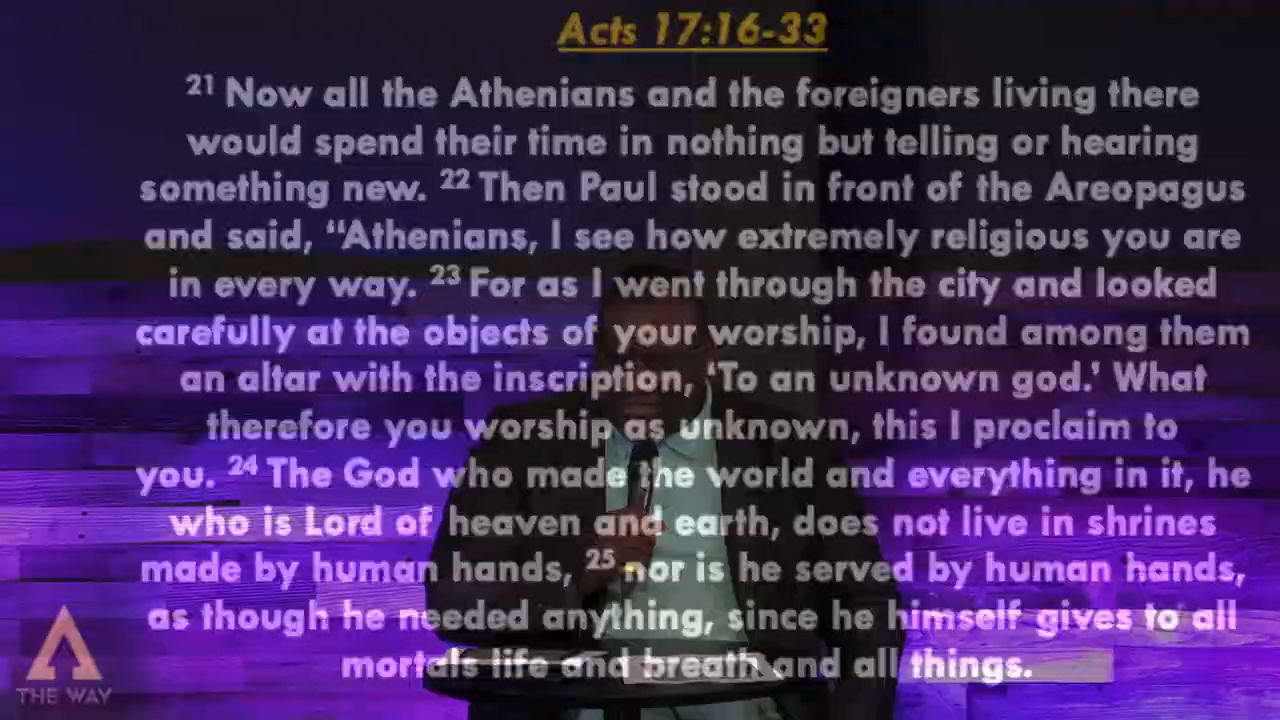 Acts 17:16-33
21 Now all the Athenians and the foreigners living there
would spend their time in nothing but telling or hearing
something new. 22 Then Paul stood in front of the Areopagus
and said, “Athenians, I see how extremely religious you are
in every way. 23 For as I went through the city and looked
carefully at the objects of your worship, I found among them
an altar with the inscription, ‘To an unknown god.’ What
therefore you worship as unknown, this I proclaim to
you. 24 The God who made the world and everything in it, he
who is Lord of heaven and earth, does not live in shrines
made by human hands, 25 nor is he served by human hands,
as though he needed anything, since he himself gives to all
mortals life and breath and all things.
THE WAY